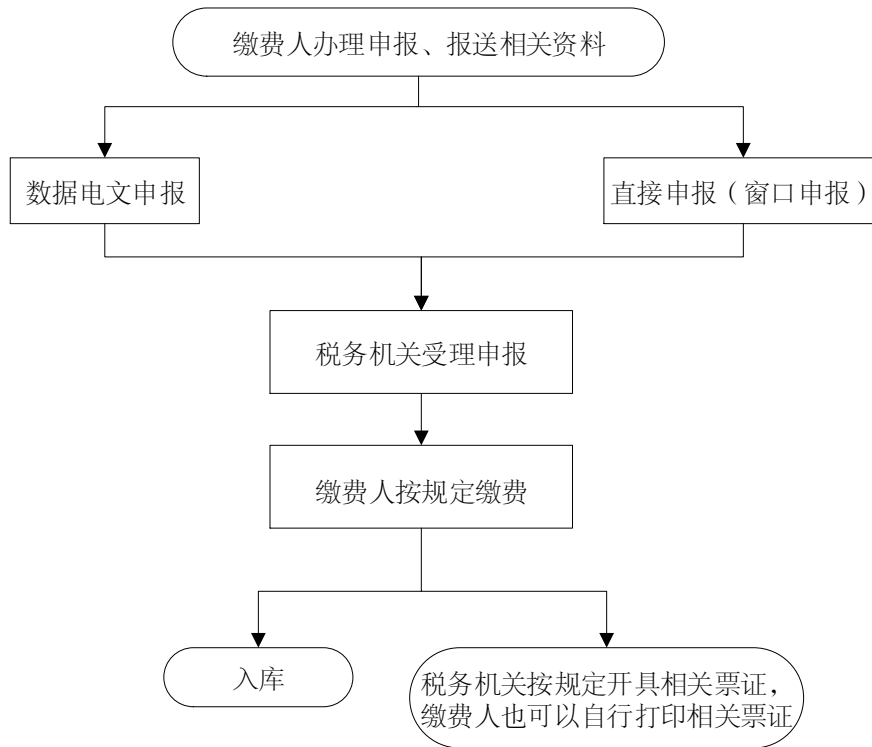 缴费人办理申报、报送相关资料
数据电文申报
直接申报（窗口申报）
税务机关受理申报
缴费人按规定缴费
入库
税务机关按规定开具相关票证，
缴费人也可以自行打印相关票证